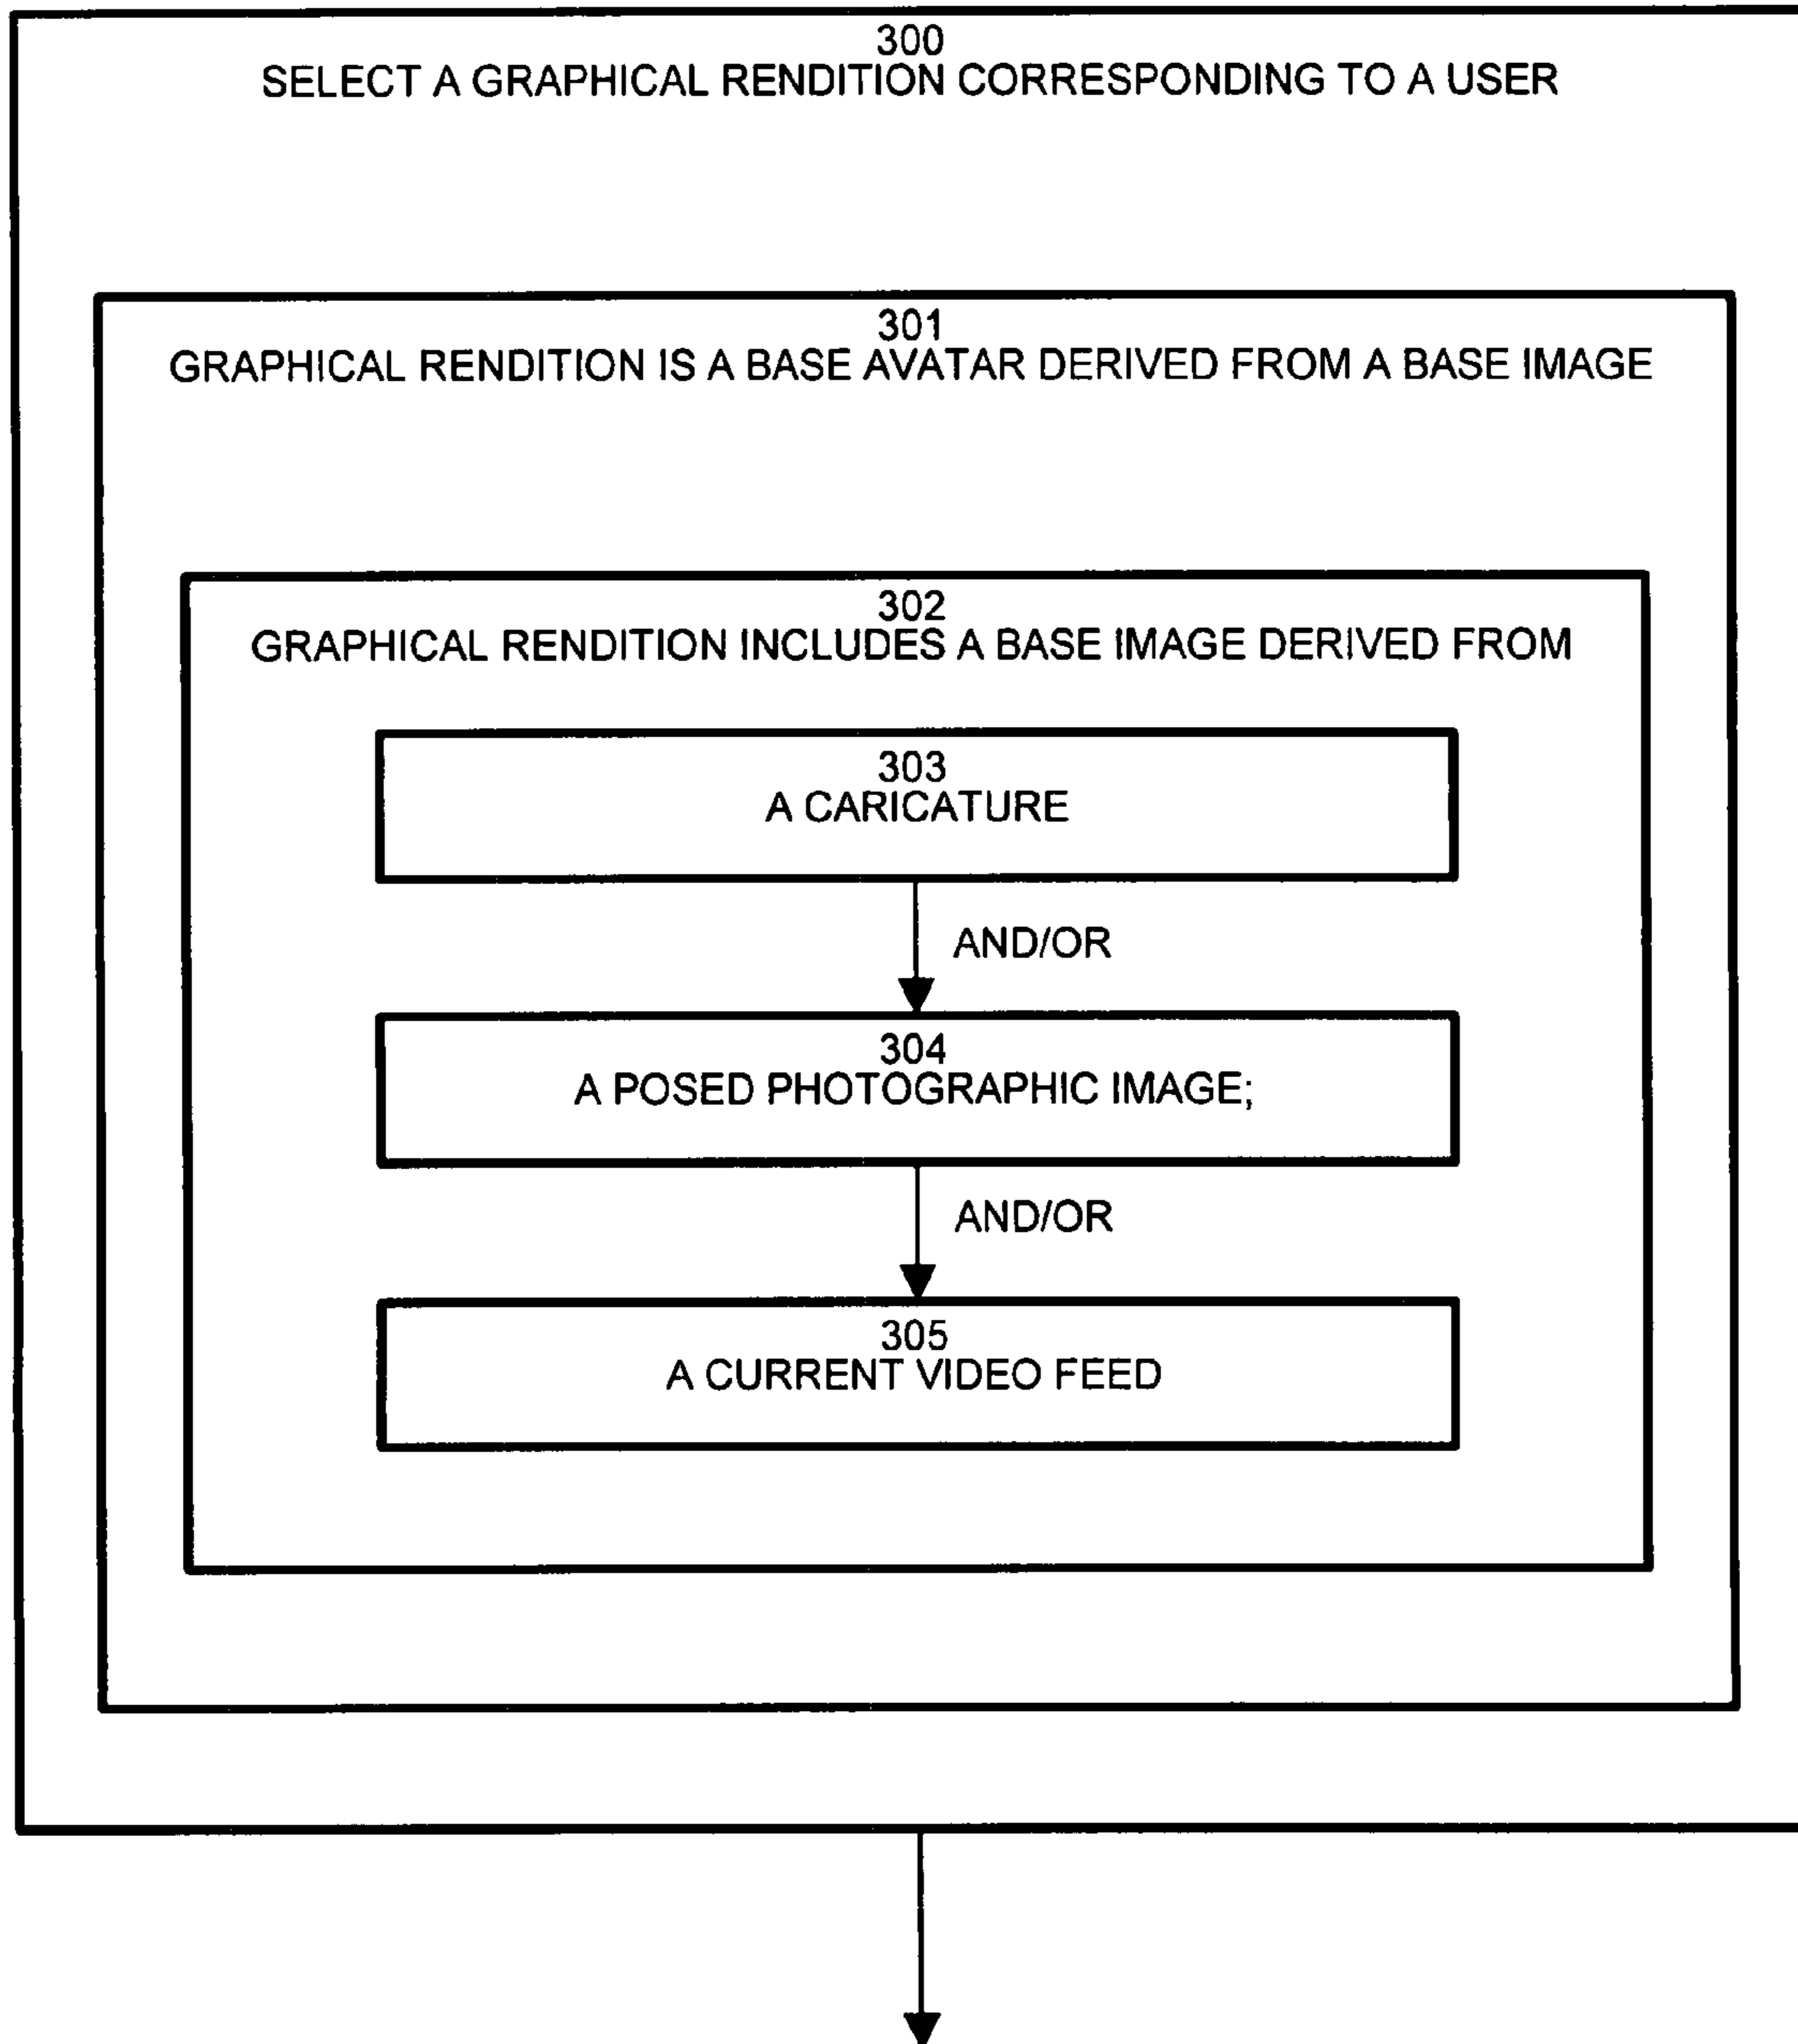 300
SELECT A GRAPHICAL RENDITION CORRESPONDING TO A USER
301
GRAPHICAL RENDITION IS A BASE AVATAR DERIVED FROM A BASE IMAGE
302
GRAPHICAL RENDITION INCLUDES A BASE IMAGE DERIVED FROM
303
A CARICATURE
AND/OR
304
A POSED PHOTOGRAPHIC IMAGE;
AND/OR
305
A CURRENT VIDEO FEED